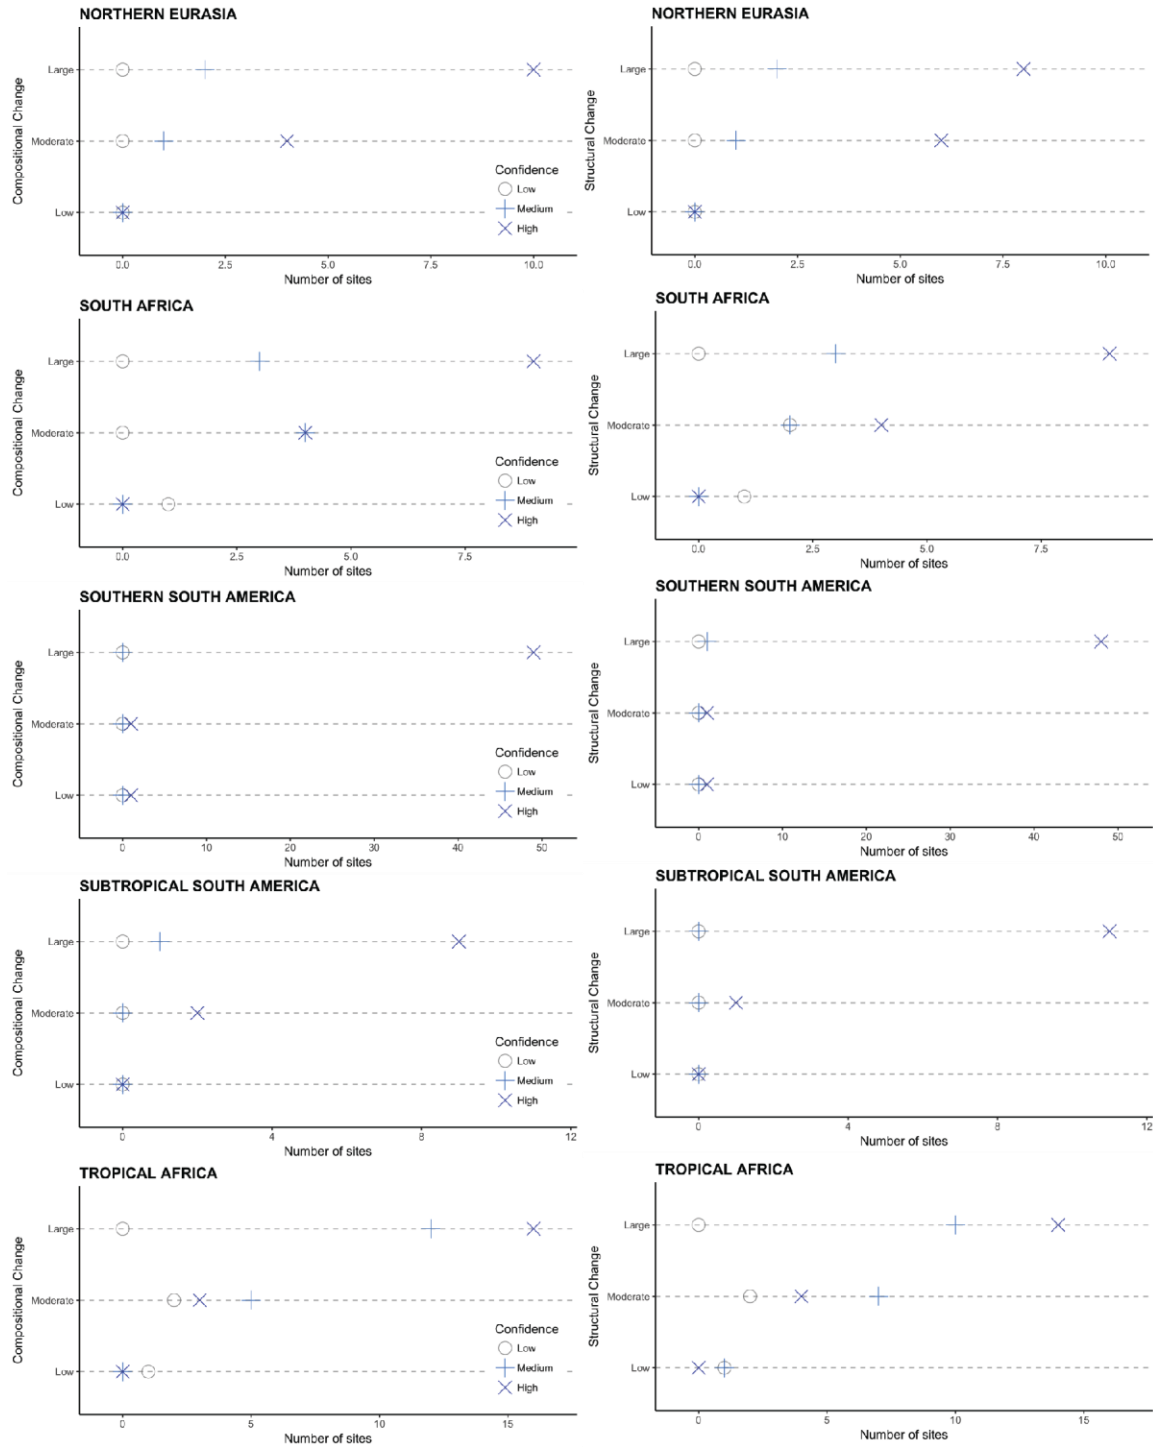 NORTHERN EURASIA
Compositional Change
Large
Moderate
Low
Confidence
Low
Medium
High
0.0 2.5 5.0 7.5 10.0
Number of sites
NORTHERN EURASIA
Structural Change
Large
Moderate
Low
0.0 2.5 5.0 7.5 10.0
Number of sites
SOUTH AFRICA
Compositional Change
Large
Moderate
Low
Confidence
Low
Medium
High
0.0 2.5 5.0 7.5
Number of sites
SOUTH AFRICA
Structural Change
Large
Moderate
Low
0.0 2.5 5.0 7.5
Number of sites
SOUTHERN SOUTH AMERICA
Compositional Change
Large
Moderate
Low
Confidence
Low
Medium
High
0 10 20 30 40 50
Number of sites
SOUTHERN SOUTH AMERICA
Structural Change
Large
Moderate
Low
0 10 20 30 40 50
Number of sites
SUBTROPICAL SOUTH AMERICA
Compositional Change
Large
Moderate
Low
Confidence
Low
Medium
High
0 4 8 12
Number of sites
SUBTROPICAL SOUTH AMERICA
Structural Change
Large
Moderate
Low
0 4 8 12
Number of sites
TROPICAL AFRICA
Compositional Change
Large
Moderate
Low
Confidence
Low
Medium
High
0 5 10 15
Number of sites
TROPICAL AFRICA
Structural Change
Large
Moderate
Low
0 5 10 15
Number of sites